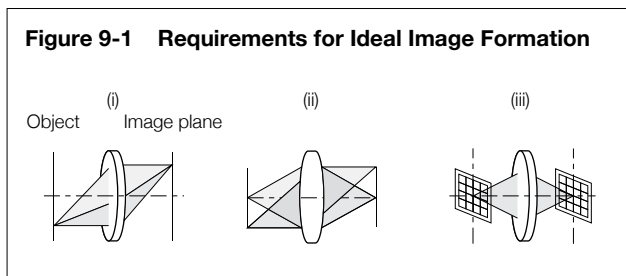 Figure 9-1 Requirements for Ideal Image Formation
(i) (ii) (iii)
Object Image plane